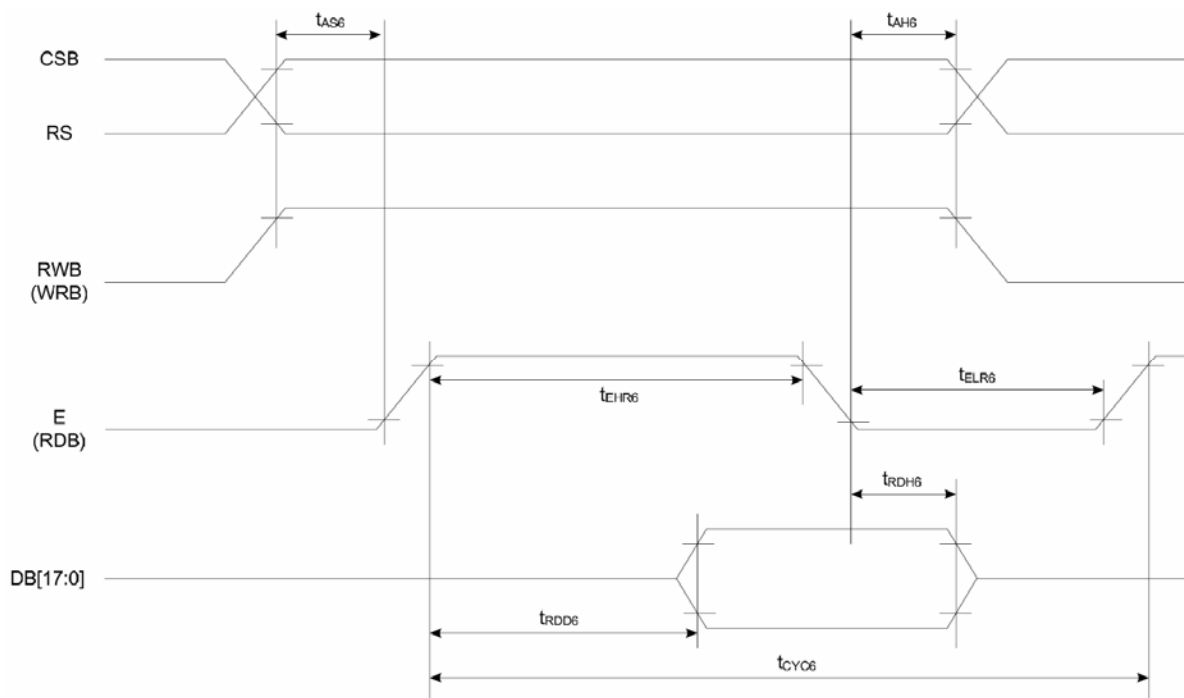 tAS6
tAH6
CSB
RS
RWB
(WRB)
tEHR6
tELR6
E
(RDB)
tRDH6
DB[17:0]
tRDD6
tCYC6